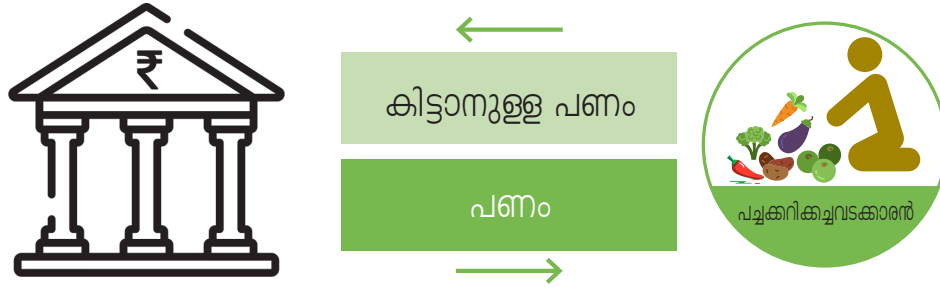 ₹
കിട്ടാനുള്ള പണം
പണം
പച്ചക്കറിക്കച്ചവടക്കാരൻ